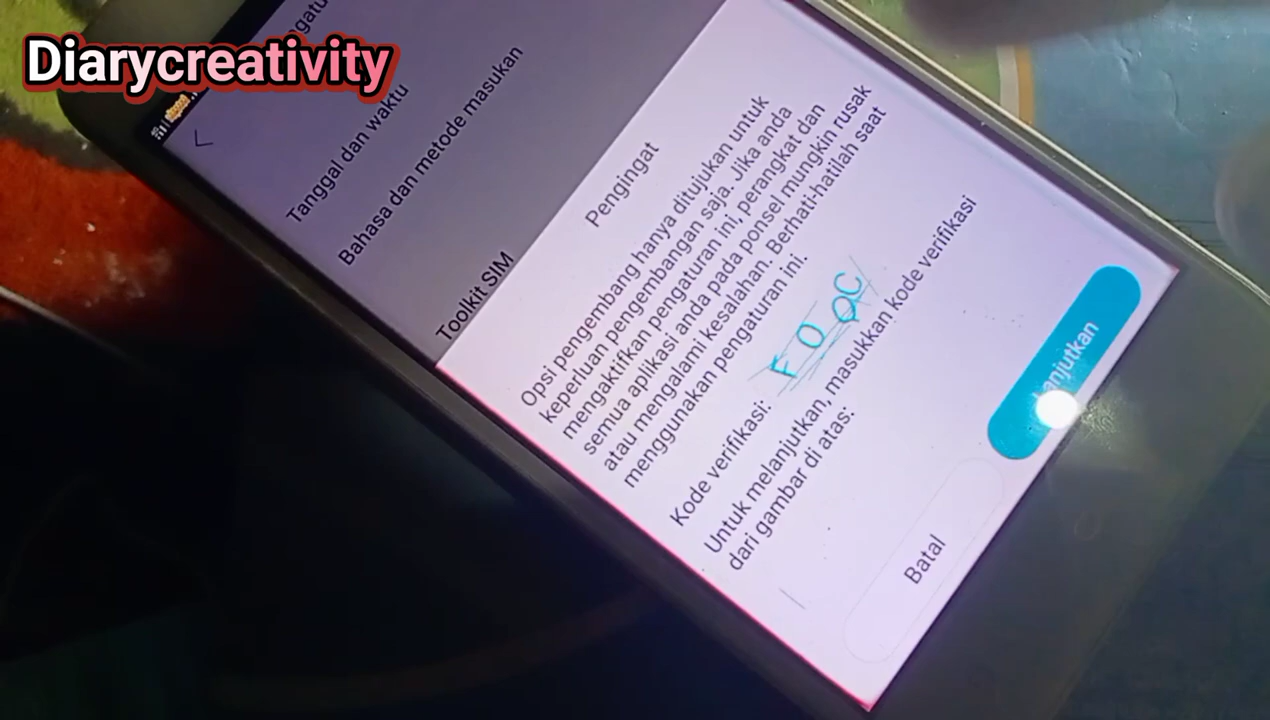 Diarycreativity
Tanggal dan waktu
Bahasa dan metode masukan
Toolkit SIM
Pengingat
Opsi pengembang hanya ditujukan untuk
keperluan pengembangan saja. Jika anda
mengaktifkan pengaturan ini, perangkat dan
semua aplikasi anda pada ponsel mungkin rusak
atau mengalami kesalahan. Berhati-hatilah saat
menggunakan pengaturan ini.
Kode verifikasi: F O Q C
Untuk melanjutkan, masukkan kode verifikasi
dari gambar di atas:
Batal
Lanjutkan